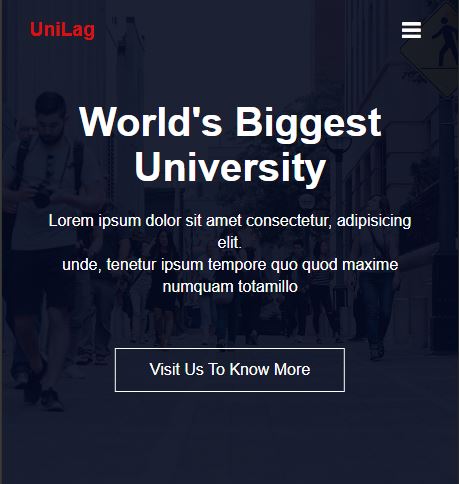 UniLag
World's Biggest
University
Lorem ipsum dolor sit amet consectetur, adipisicing
elit.
unde, tenetur ipsum tempore quo quod maxime
numquam totamillo
Visit Us To Know More